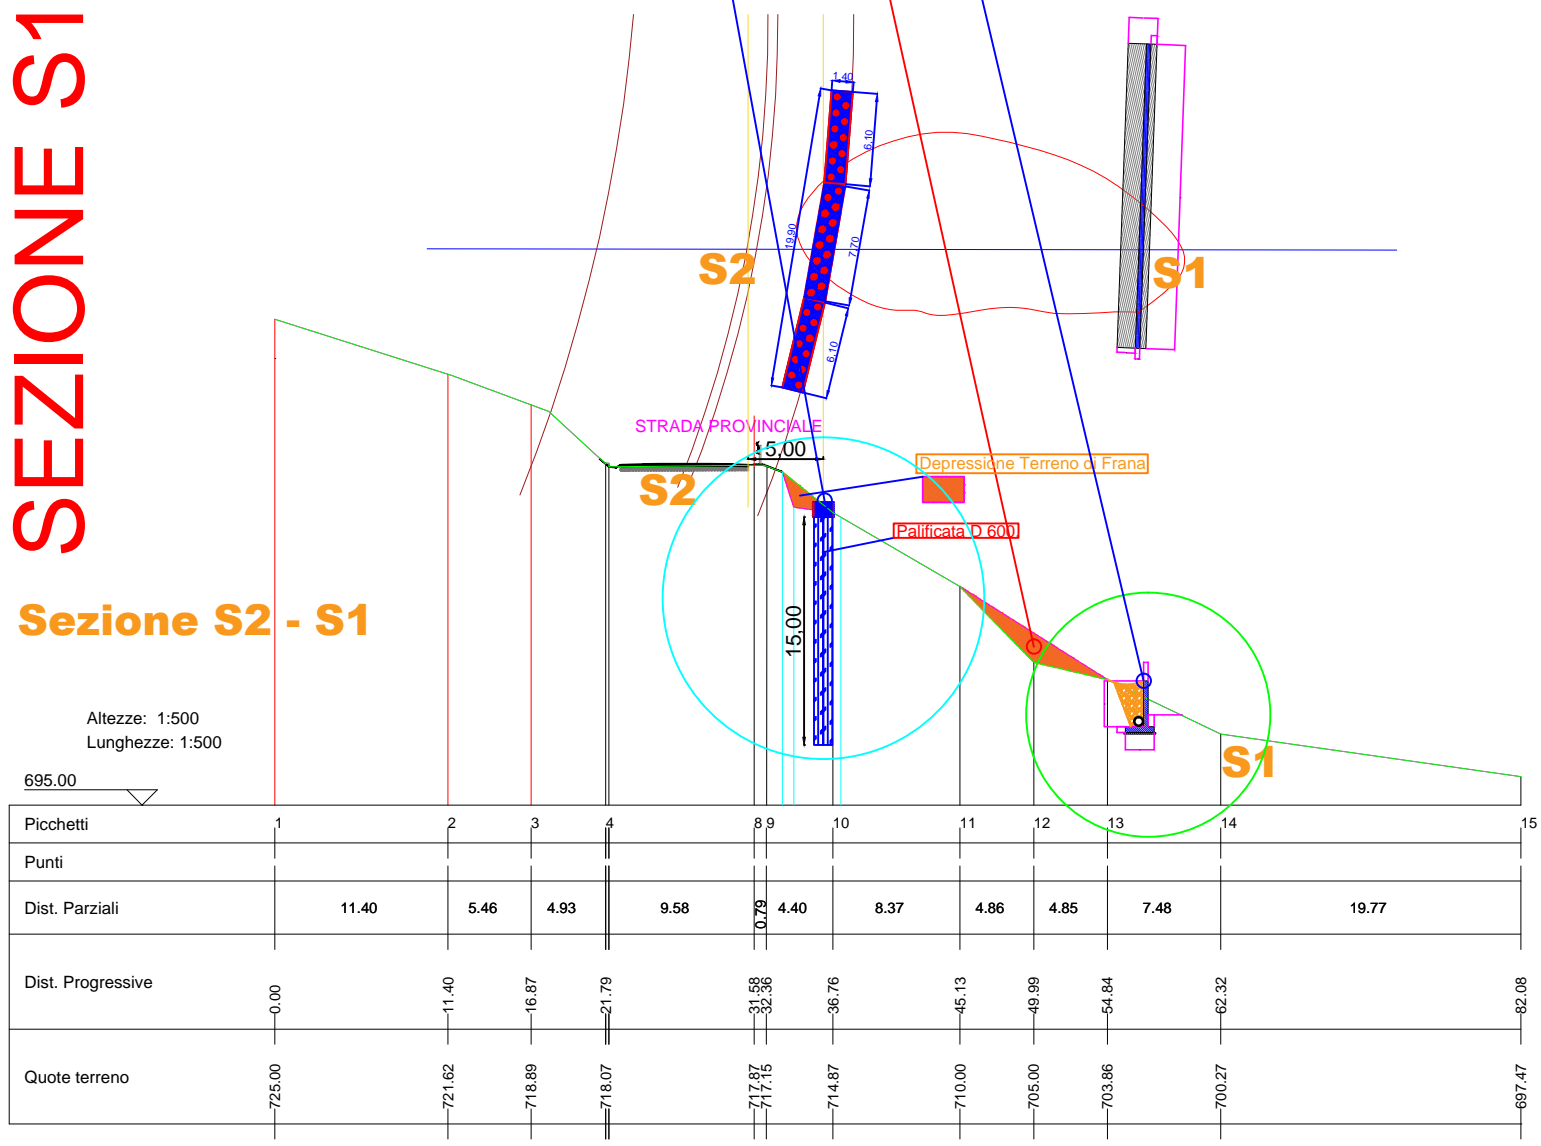 SEZIONE S1
1,40
6,10
19,90
7,70
6,10
S2
S1
STRADA PROVINCIALE
5,00
S2
Depressione Terreno di Frana
Palificata D 600
15,00
Sezione S2 - S1
S1
Altezze: 1:500
Lunghezze: 1:500
695.00
Picchetti 1 2 3 4 8 9 10 11 12 13 14 15
Punti
Dist. Parziali 11.40 5.46 4.93 9.58 0.79 4.40 8.37 4.86 4.85 7.48 19.77
Dist. Progressive 0.00 11.40 16.87 21.79 31.58 32.36 36.76 45.13 49.99 54.84 62.32 82.08
Quote terreno 725.00 721.62 718.89 718.07 717.87 717.15 714.87 710.00 705.00 703.86 700.27 697.47